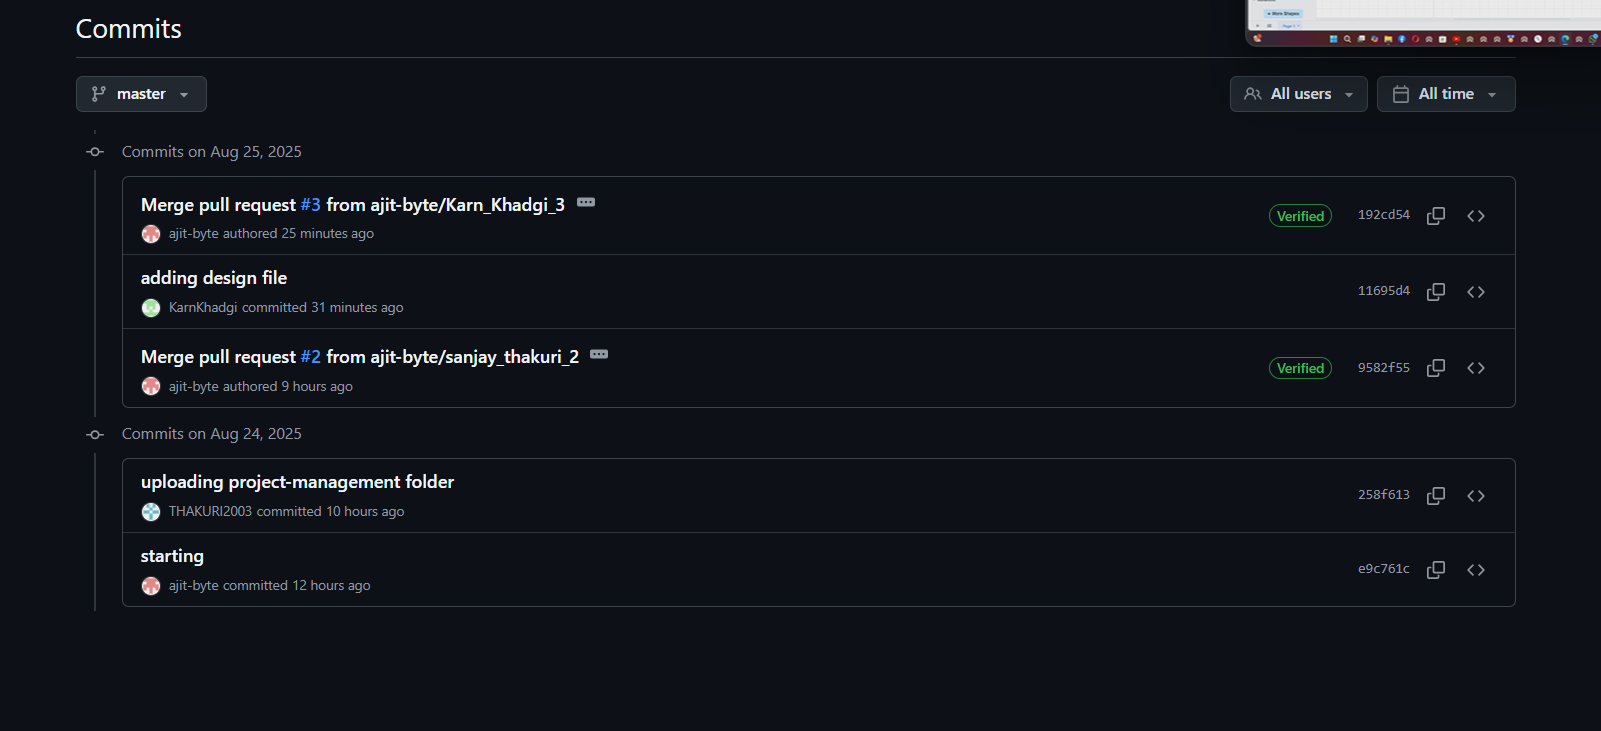 More Shapes
Commits
master
All users
All time
Commits on Aug 25, 2025
Merge pull request #3 from ajit-byte/Karn_Khadgi_3
ajit-byte authored 25 minutes ago
Verified
192cd54
adding design file
KarnKhadgi committed 31 minutes ago
11695d4
Merge pull request #2 from ajit-byte/sanjay_thakuri_2
ajit-byte authored 9 hours ago
Verified
9582f55
Commits on Aug 24, 2025
uploading project-management folder
THAKURI2003 committed 10 hours ago
258f613
starting
ajit-byte committed 12 hours ago
e9c761c